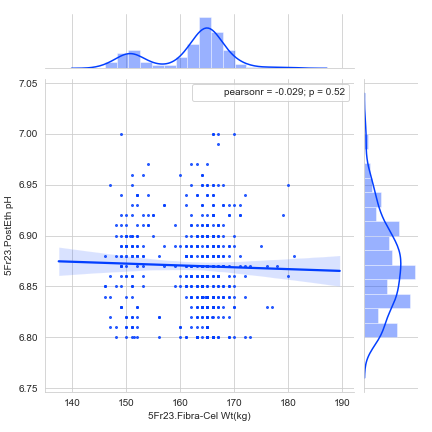 pearsonr = -0.029; p = 0.52
7.05
7.00
6.95
6.90
6.85
6.80
6.75
5Fr23.PostEth pH
140 150 160 170 180 190
5Fr23.Fibra-Cel Wt(kg)